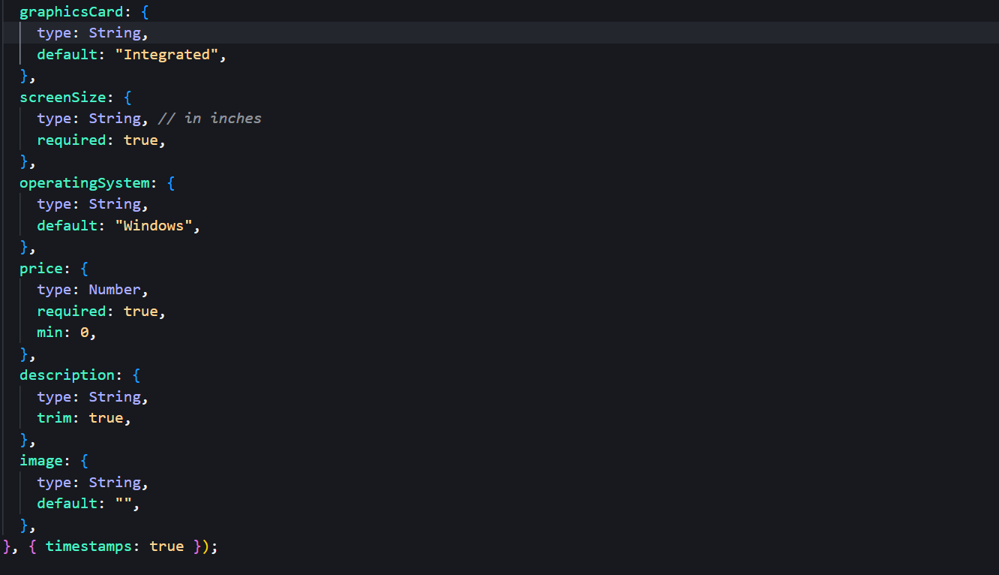 graphicsCard: {
type: String,
default: "Integrated",
},
screenSize: {
type: String, // in inches
required: true,
},
operatingSystem: {
type: String,
default: "Windows",
},
price: {
type: Number,
required: true,
min: 0,
},
description: {
type: String,
trim: true,
},
image: {
type: String,
default: "",
},
}, { timestamps: true });